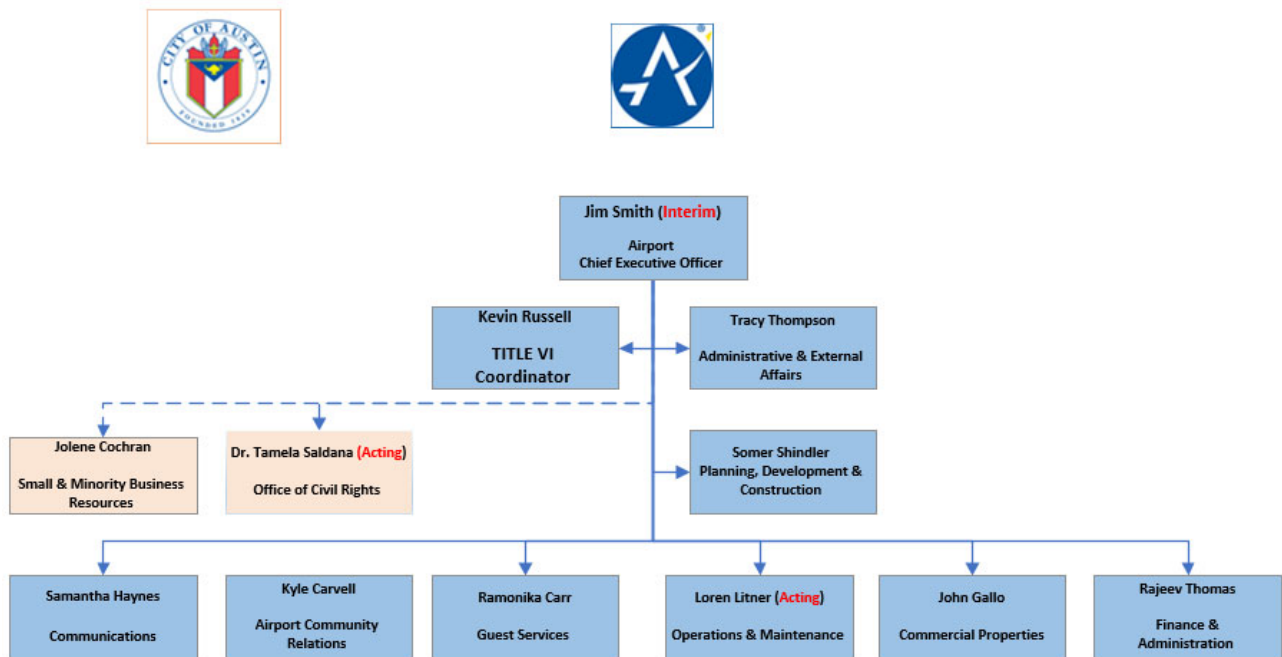 CITY OF AUSTIN
FOUNDED 1839
Jim Smith (Interim)
Airport
Chief Executive Officer
Kevin Russell
TITLE VI
Coordinator
Tracy Thompson
Administrative & External
Affairs
Jolene Cochran
Small & Minority Business
Resources
Dr. Tamela Saldana (Acting)
Office of Civil Rights
Somer Shindler
Planning, Development &
Construction
Samantha Haynes
Communications
Kyle Carvell
Airport Community
Relations
Ramonika Carr
Guest Services
Loren Litner (Acting)
Operations & Maintenance
John Gallo
Commercial Properties
Rajeev Thomas
Finance &
Administration